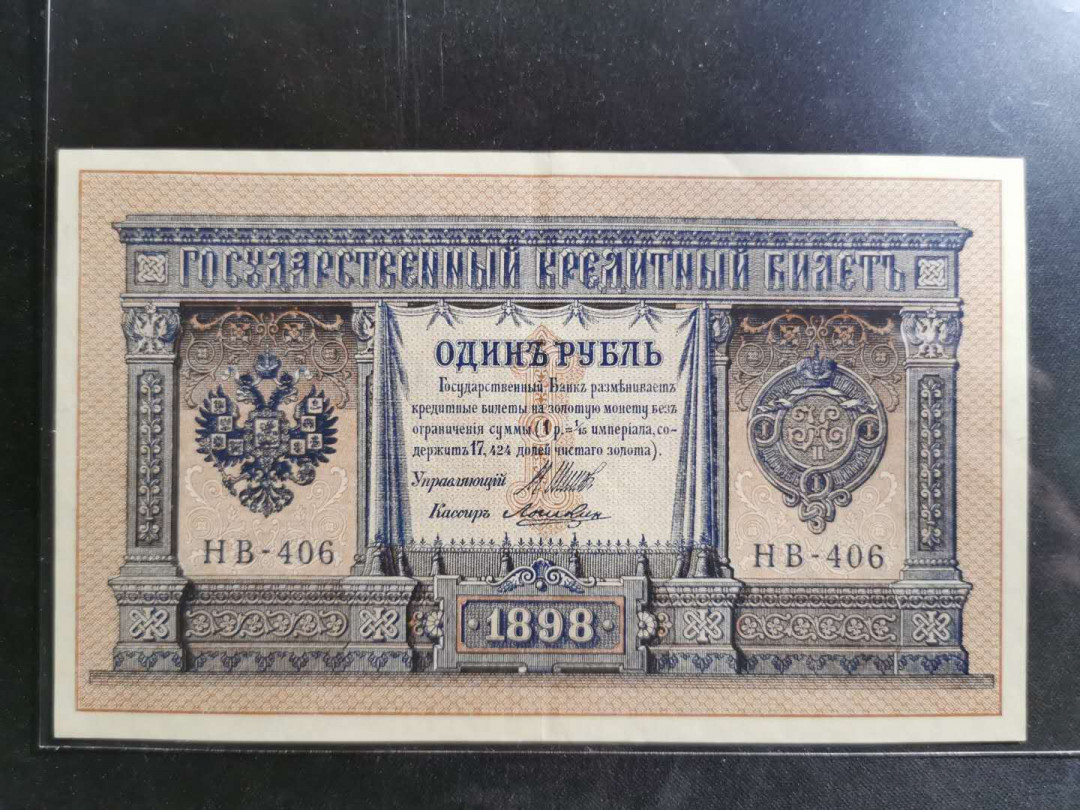 ГОСУДАРСТВЕННЫЙ КРЕДИТНЫЙ БИЛЕТЪ
ОДИНЪ РУБЛЬ
Государственный Банкъ размѣниваетъ
кредитные билеты на золотую монету безъ
ограниченія суммы (1 р.=1/15 имперіала, со-
держитъ 17,424 долей чистаго золота).
Управляющій
Кассиръ
НВ-406
НВ-406
1898